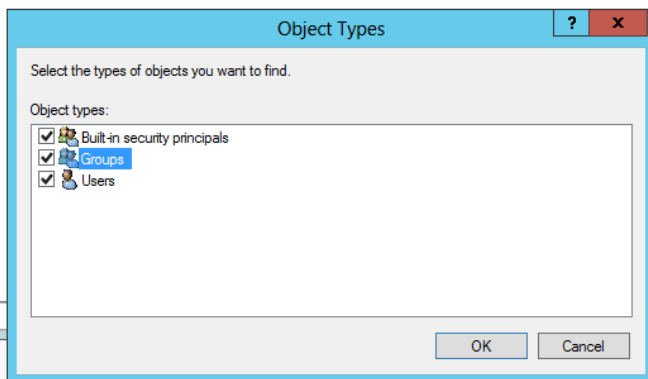 Object Types
? x
Select the types of objects you want to find.
Object types:
Built-in security principals
Groups
Users
OK Cancel